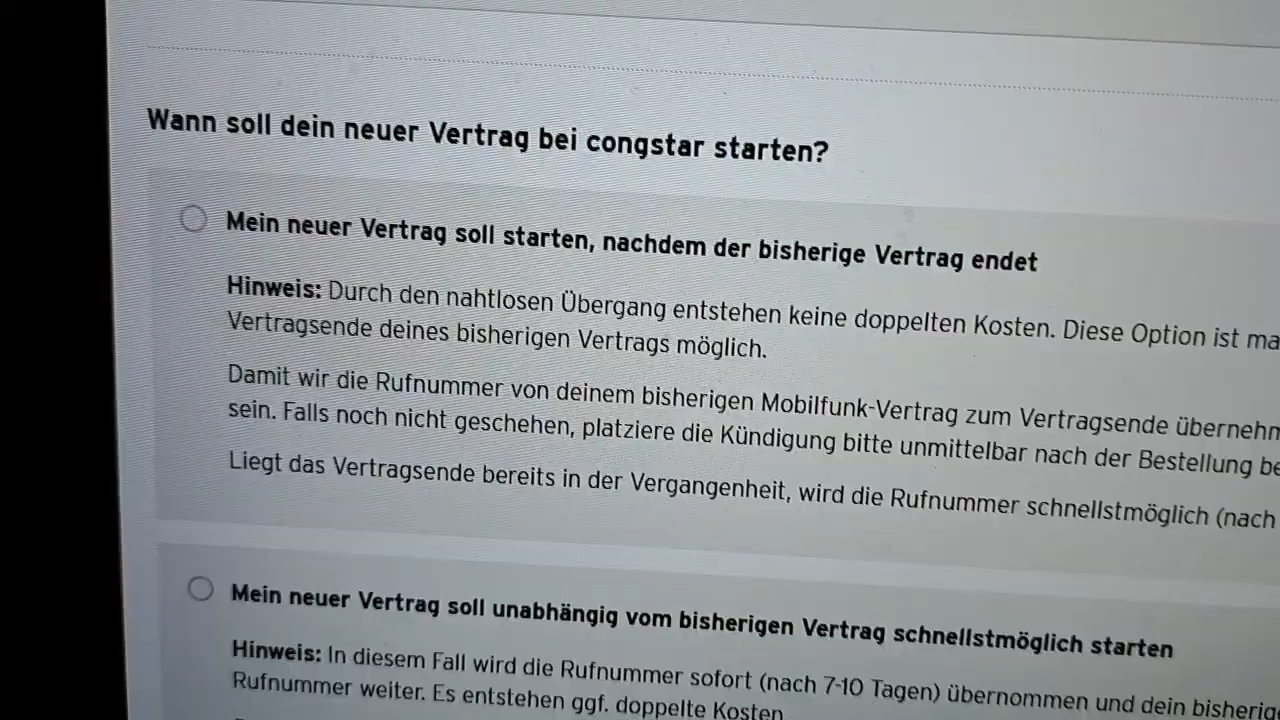 Wann soll dein neuer Vertrag bei congstar starten?
Mein neuer Vertrag soll starten, nachdem der bisherige Vertrag endet
Hinweis: Durch den nahtlosen Übergang entstehen keine doppelten Kosten. Diese Option ist
Vertragsende deines bisherigen Vertrags möglich.
Damit wir die Rufnummer von deinem bisherigen Mobilfunk-Vertrag zum Vertragsende
sein. Falls noch nicht geschehen, platziere die Kündigung bitte unmittelbar nach der Bestellung
Liegt das Vertragsende bereits in der Vergangenheit, wird die Rufnummer schnellstmöglich (nach
Mein neuer Vertrag soll unabhängig vom bisherigen Vertrag schnellstmöglich starten
Hinweis: In diesem Fall wird die Rufnummer sofort (nach 7-10 Tagen) übernommen und dein
Rufnummer weiter. Es entstehen ggf. doppelte Kosten